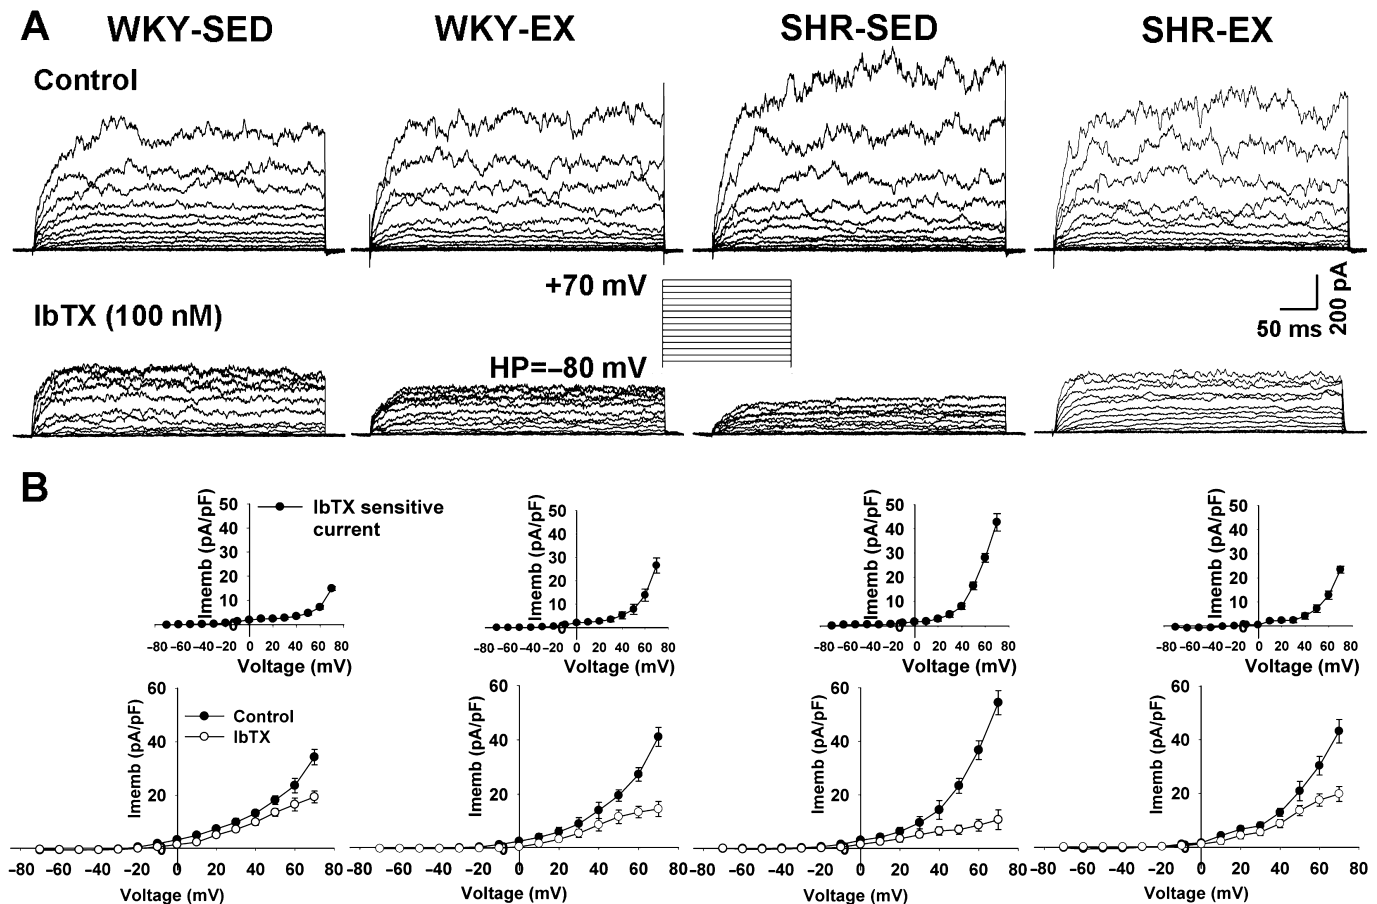 A
WKY-SED WKY-EX SHR-SED SHR-EX
Control
+70 mV
HP=–80 mV
IbTX (100 nM)
200 pA
50 ms
B
Imemb (pA/pF)
50
40
30
20
10
0
–80 –60 –40 –20 0 20 40 60 80
Voltage (mV)
IbTX sensitive
current
Imemb (pA/pF)
50
40
30
20
10
0
–80 –60 –40 –20 0 20 40 60 80
Voltage (mV)
Imemb (pA/pF)
50
40
30
20
10
0
–80 –60 –40 –20 0 20 40 60 80
Voltage (mV)
Imemb (pA/pF)
50
40
30
20
10
0
–80 –60 –40 –20 0 20 40 60 80
Voltage (mV)
Imemb (pA/pF)
60
40
20
0
–80 –60 –40 –20 0 20 40 60 80
Voltage (mV)
Control
IbTX
Imemb (pA/pF)
60
40
20
0
–80 –60 –40 –20 0 20 40 60 80
Voltage (mV)
Imemb (pA/pF)
60
40
20
0
–80 –60 –40 –20 0 20 40 60 80
Voltage (mV)
Imemb (pA/pF)
60
40
20
0
–80 –60 –40 –20 0 20 40 60 80
Voltage (mV)